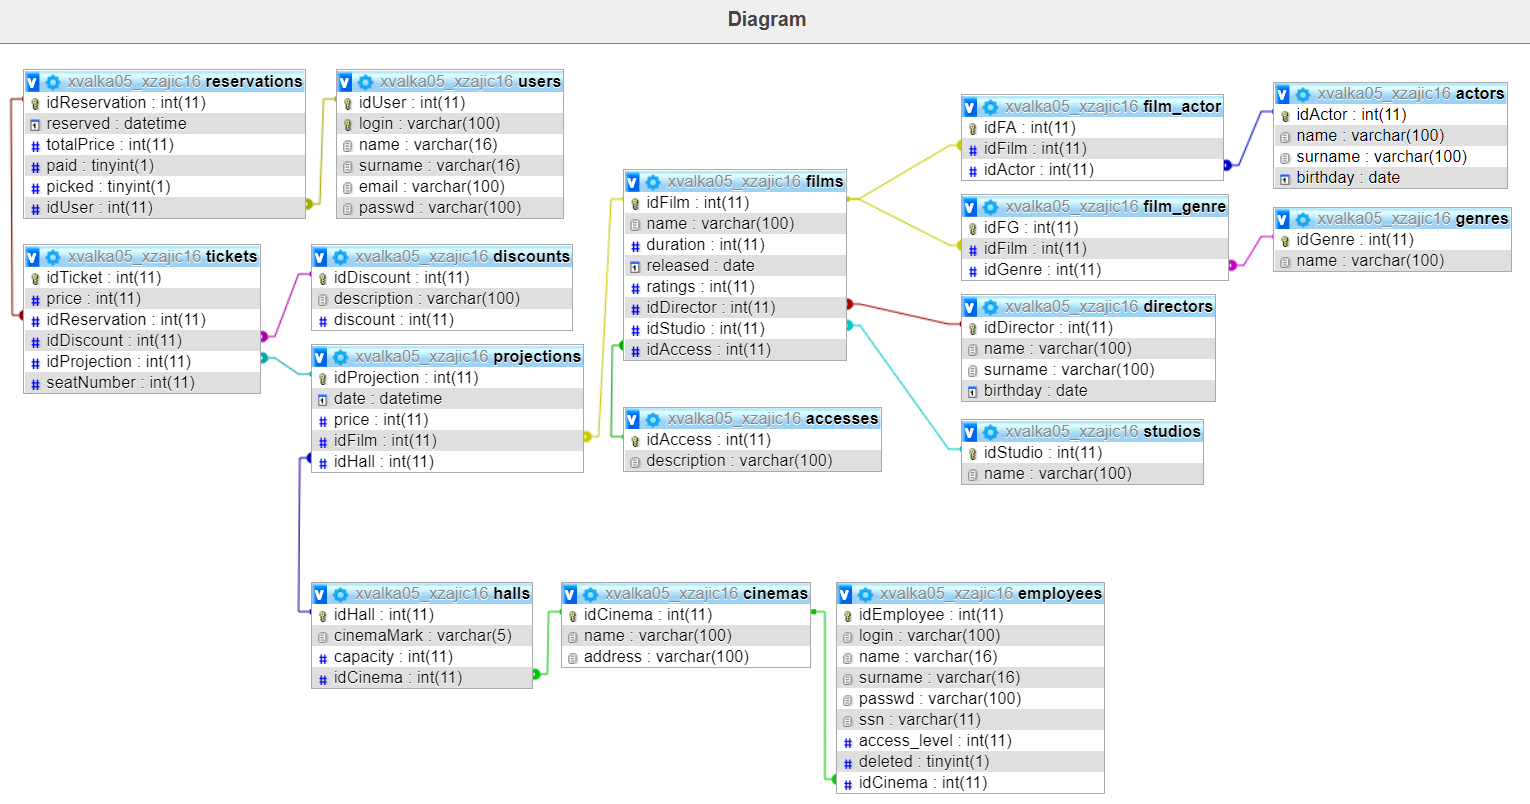 Diagram
v xvalka05_xzajic16 reservations
idReservation : int(11)
reserved : datetime
# totalPrice : int(11)
# paid : tinyint(1)
# picked : tinyint(1)
# idUser : int(11)
v xvalka05_xzajic16 users
idUser : int(11)
login : varchar(100)
name : varchar(16)
surname : varchar(16)
email : varchar(100)
passwd : varchar(100)
v xvalka05_xzajic16 tickets
idTicket : int(11)
# price : int(11)
# idReservation : int(11)
# idDiscount : int(11)
# idProjection : int(11)
# seatNumber : int(11)
v xvalka05_xzajic16 discounts
idDiscount : int(11)
description : varchar(100)
# discount : int(11)
v xvalka05_xzajic16 projections
idProjection : int(11)
date : datetime
# price : int(11)
# idFilm : int(11)
# idHall : int(11)
v xvalka05_xzajic16 films
idFilm : int(11)
name : varchar(100)
# duration : int(11)
released : date
# ratings : int(11)
# idDirector : int(11)
# idStudio : int(11)
# idAccess : int(11)
v xvalka05_xzajic16 accesses
idAccess : int(11)
description : varchar(100)
v xvalka05_xzajic16 film_actor
idFA : int(11)
# idFilm : int(11)
# idActor : int(11)
v xvalka05_xzajic16 actors
idActor : int(11)
name : varchar(100)
surname : varchar(100)
birthday : date
v xvalka05_xzajic16 film_genre
idFG : int(11)
# idFilm : int(11)
# idGenre : int(11)
v xvalka05_xzajic16 genres
idGenre : int(11)
name : varchar(100)
v xvalka05_xzajic16 directors
idDirector : int(11)
name : varchar(100)
surname : varchar(100)
birthday : date
v xvalka05_xzajic16 studios
idStudio : int(11)
name : varchar(100)
v xvalka05_xzajic16 halls
idHall : int(11)
cinemaMark : varchar(5)
# capacity : int(11)
# idCinema : int(11)
v xvalka05_xzajic16 cinemas
idCinema : int(11)
name : varchar(100)
address : varchar(100)
v xvalka05_xzajic16 employees
idEmployee : int(11)
login : varchar(100)
name : varchar(16)
surname : varchar(16)
passwd : varchar(100)
ssn : varchar(11)
# access_level : int(11)
# deleted : tinyint(1)
# idCinema : int(11)